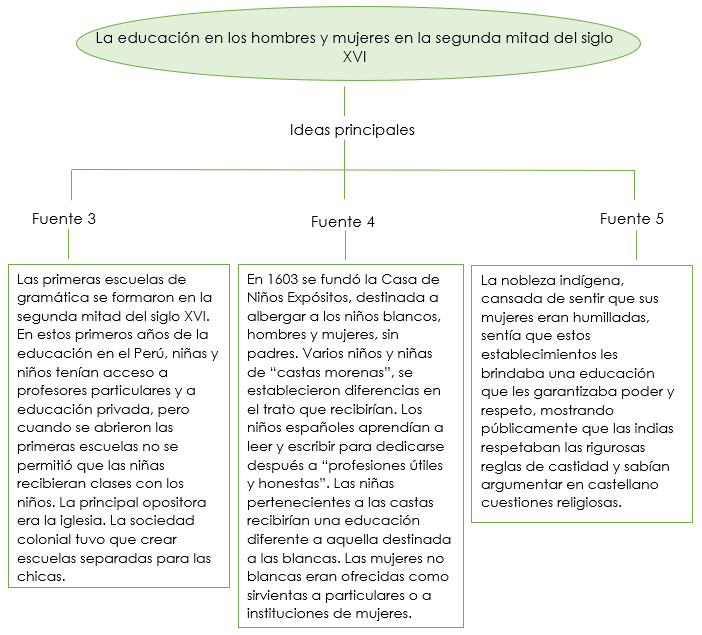 La educación en los hombres y mujeres en la segunda mitad del siglo
XVI
Ideas principales
Fuente 3
Las primeras escuelas de
gramática se formaron en la
segunda mitad del siglo XVI.
En estos primeros años de la
educación en el Perú, niñas y
niños tenían acceso a
profesores particulares y a
educación privada, pero
cuando se abrieron las
primeras escuelas no se
permitió que las niñas
recibieran clases con los
niños. La principal opositora
era la iglesia. La sociedad
colonial tuvo que crear
escuelas separadas para las
chicas.
Fuente 4
En 1603 se fundó la Casa de
Niños Expósitos, destinada a
albergar a los niños blancos,
hombres y mujeres, sin
padres. Varios niños y niñas
de “castas morenas”, se
establecieron diferencias en
el trato que recibirían. Los
niños españoles aprendían a
leer y escribir para dedicarse
después a “profesiones útiles
y honestas”. Las niñas
pertenecientes a las castas
recibirían una educación
diferente a aquella destinada
a las blancas. Las mujeres no
blancas eran ofrecidas como
sirvientas a particulares o a
instituciones de mujeres.
Fuente 5
La nobleza indígena,
cansada de sentir que sus
mujeres eran humilladas,
sentía que estos
establecimientos les
brindaba una educación
que les garantizaba poder y
respeto, mostrando
públicamente que las indias
respetaban las rigurosas
reglas de castidad y sabían
argumentar en castellano
cuestiones religiosas.